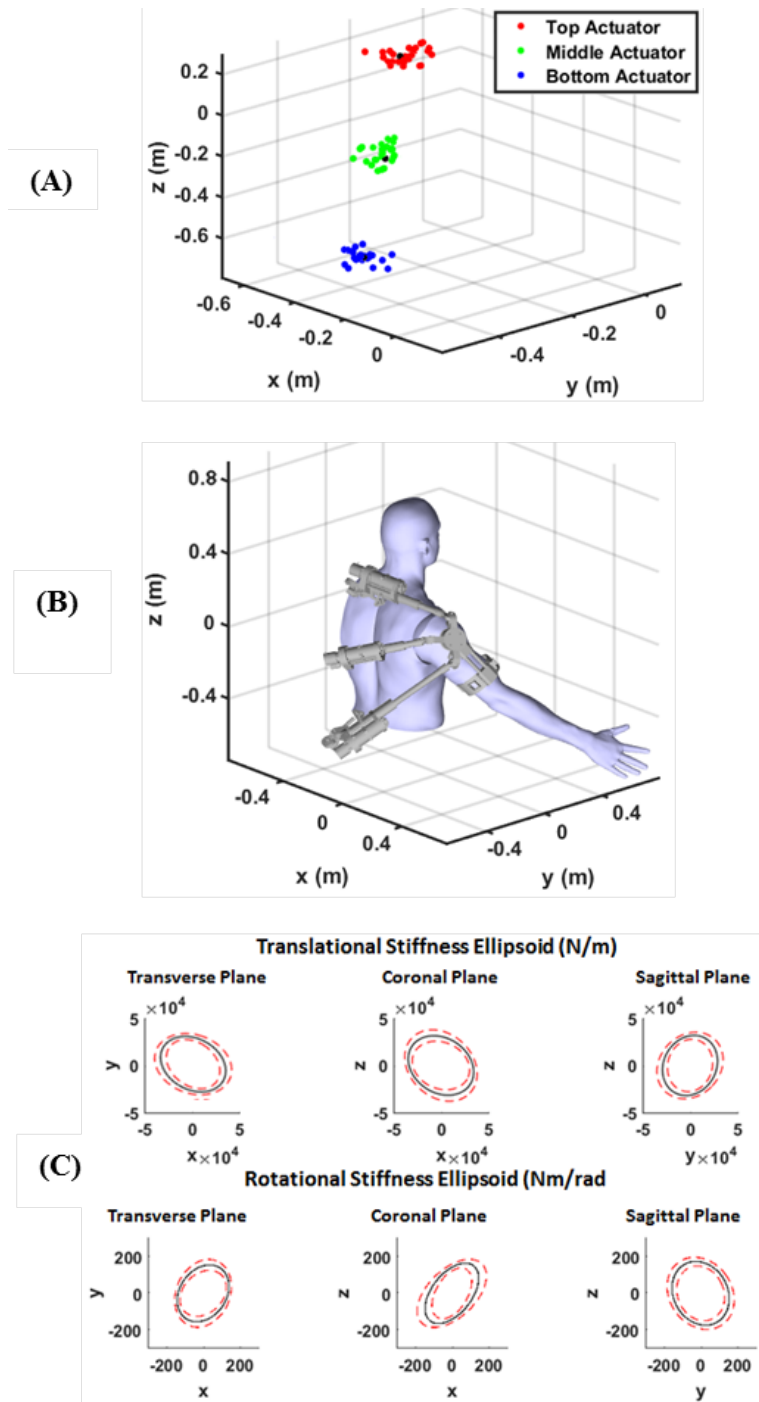 Top Actuator
Middle Actuator
Bottom Actuator
(A)
z (m)
0.2
0
-0.2
-0.4
-0.6
-0.6
-0.4
-0.2
0
x (m)
-0.4
-0.2
0
y (m)
(B)
z (m)
0.8
0.4
0
-0.4
-0.4
0
0.4
x (m)
-0.4
0
0.4
y (m)
(C)
Translational Stiffness Ellipsoid (N/m)
Transverse Plane Coronal Plane Sagittal Plane
×10⁴ ×10⁴ ×10⁴
5 5 5
y 0 z 0 z 0
-5 -5 -5
-5 0 5 -5 0 5 -5 0 5
x×10⁴ x×10⁴ y×10⁴
Rotational Stiffness Ellipsoid (Nm/rad
Transverse Plane Coronal Plane Sagittal Plane
200 200 200
y 0 z 0 z 0
-200 -200 -200
-200 0 200 -200 0 200 -200 0 200
x x y